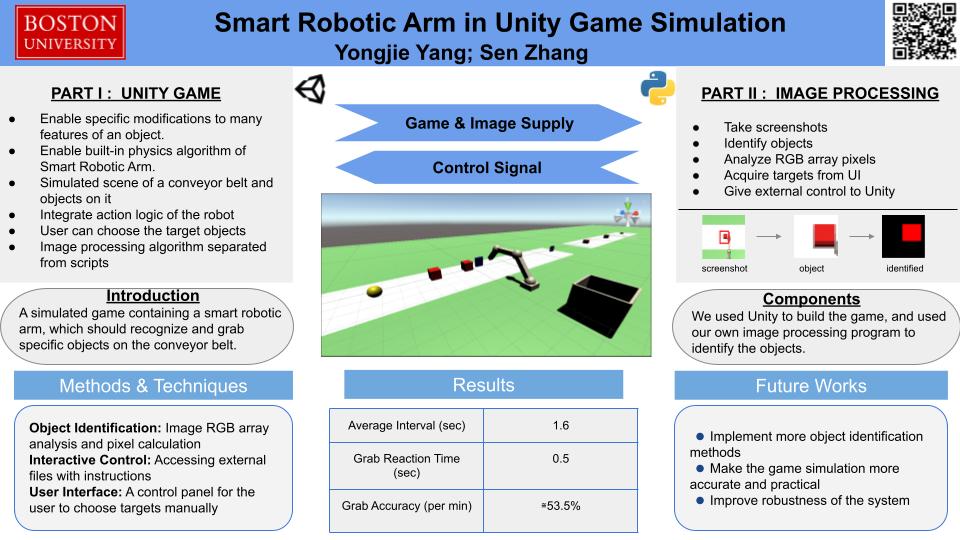 BOSTON
UNIVERSITY
Smart Robotic Arm in Unity Game Simulation
Yongjie Yang; Sen Zhang
PART I : UNITY GAME
● Enable specific modifications to many
features of an object.
● Enable built-in physics algorithm of
Smart Robotic Arm.
● Simulated scene of a conveyor belt and
objects on it
● Integrate action logic of the robot
● User can choose the target objects
● Image processing algorithm separated
from scripts
Introduction
A simulated game containing a smart robotic
arm, which should recognize and grab
specific objects on the conveyor belt.
Methods & Techniques
Object Identification: Image RGB array
analysis and pixel calculation
Interactive Control: Accessing external
files with instructions
User Interface: A control panel for the
user to choose targets manually
Game & Image Supply
Control Signal
Results
Average Interval (sec) 1.6
Grab Reaction Time
(sec) 0.5
Grab Accuracy (per min) ≅53.5%
PART II : IMAGE PROCESSING
● Take screenshots
● Identify objects
● Analyze RGB array pixels
● Acquire targets from UI
● Give external control to Unity
screenshot object identified
Components
We used Unity to build the game, and used
our own image processing program to
identify the objects.
Future Works
● Implement more object identification
methods
● Make the game simulation more
accurate and practical
● Improve robustness of the system